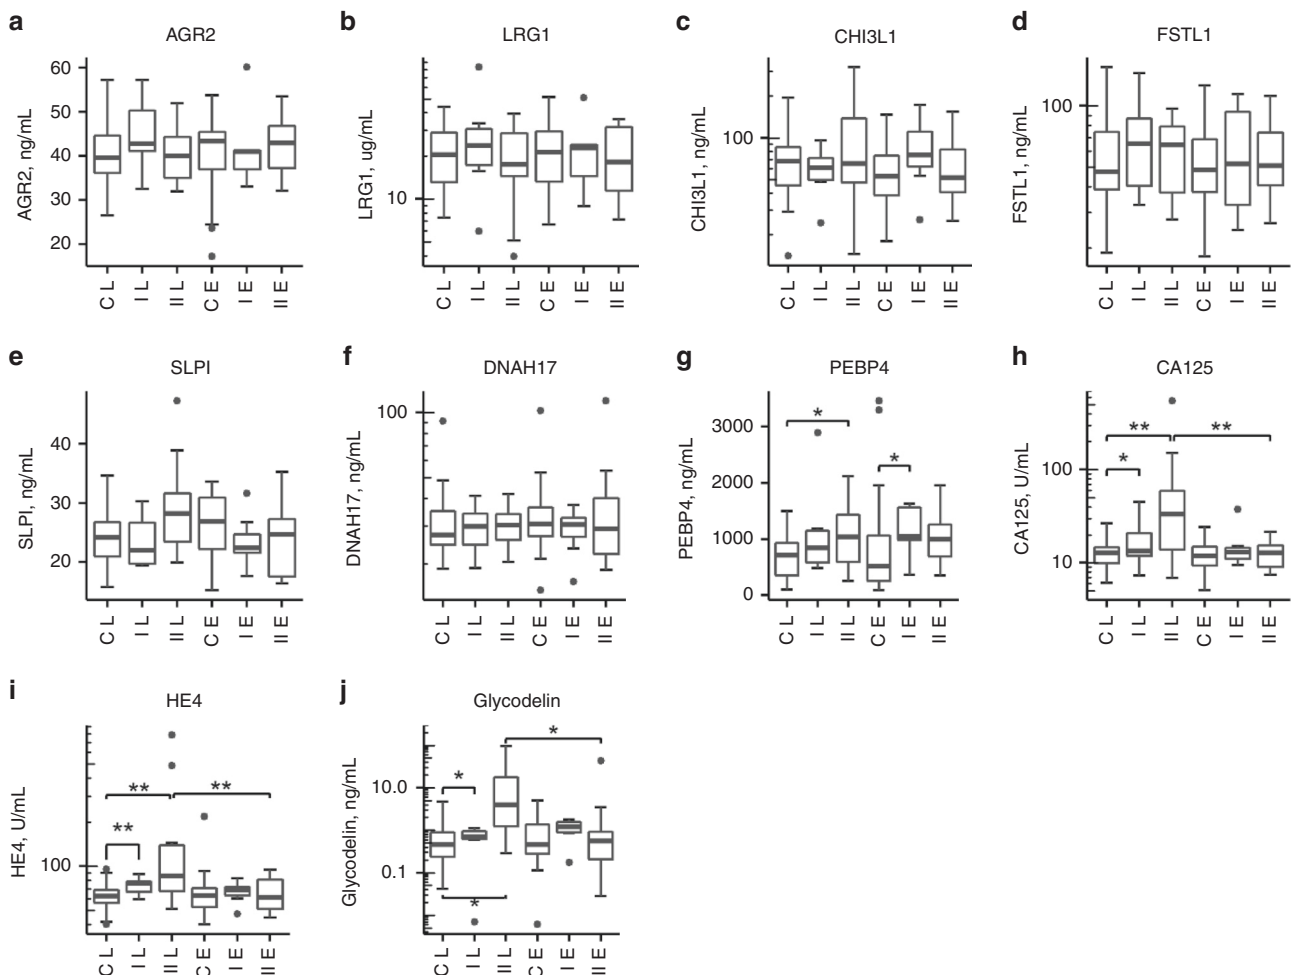 a
AGR2
AGR2, ng/mL
60
50
40
30
20
C L
I L
II L
C E
I E
II E
b
LRG1
LRG1, ug/mL
10
C L
I L
II L
C E
I E
II E
c
CHI3L1
CHI3L1, ng/mL
100
C L
I L
II L
C E
I E
II E
d
FSTL1
FSTL1, ng/mL
100
C L
I L
II L
C E
I E
II E
e
SLPI
SLPI, ng/mL
40
30
20
C L
I L
II L
C E
I E
II E
f
DNAH17
DNAH17, ng/mL
100
C L
I L
II L
C E
I E
II E
g
PEBP4
PEBP4, ng/mL
3000
2000
1000
0
*
*
C L
I L
II L
C E
I E
II E
h
CA125
CA125, U/mL
100
10
**
**
*
C L
I L
II L
C E
I E
II E
i
HE4
HE4, U/mL
100
**
**
**
C L
I L
II L
C E
I E
II E
j
Glycodelin
Glycodelin, ng/mL
10.0
0.1
*
*
*
C L
I L
II L
C E
I E
II E